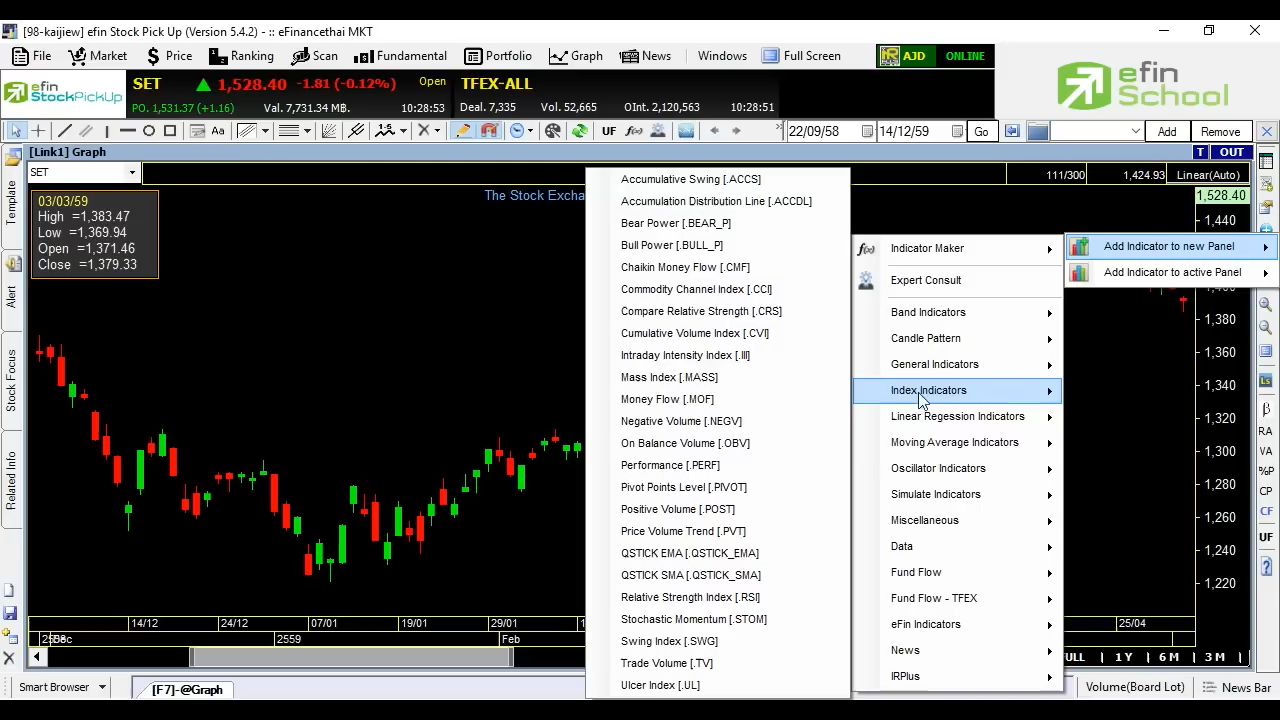 [98-kaijiew] efin Stock Pick Up (Version 5.4.2) - :: eFinancethai MKT
File Market Price Ranking Scan Fundamental Portfolio Graph News Windows Full Screen AJD ONLINE
efin StockPickUp
SET 1,528.40 -1.81 (-0.12%) Open TFEX-ALL
PO. 1,531.37 (+1.16) Val. 7,731.34 MB. 10:28:53 Deal. 7,335 Vol. 52,665 OInt. 2,120,563 10:28:51
efin School
Aa UF f(x) 22/09/58 14/12/59 Go Add Remove
[Link1] Graph T OUT
SET 111/300 1,424.93 Linear(Auto)
The Stock Excha
03/03/59
High =1,383.47
Low =1,369.94
Open =1,371.46
Close =1,379.33
Template
Alert
Stock Focus
Related Info
Accumulative Swing [.ACCS]
Accumulation Distribution Line [.ACCDL]
Bear Power [.BEAR_P]
Bull Power [.BULL_P]
Chaikin Money Flow [.CMF]
Commodity Channel Index [.CCI]
Compare Relative Strength [.CRS]
Cumulative Volume Index [.CVI]
Intraday Intensity Index [.III]
Mass Index [.MASS]
Money Flow [.MOF]
Negative Volume [.NEGV]
On Balance Volume [.OBV]
Performance [.PERF]
Pivot Points Level [.PIVOT]
Positive Volume [.POST]
Price Volume Trend [.PVT]
QSTICK EMA [.QSTICK_EMA]
QSTICK SMA [.QSTICK_SMA]
Relative Strength Index [.RSI]
Stochastic Momentum [.STOM]
Swing Index [.SWG]
Trade Volume [.TV]
Ulcer Index [.UL]
f(x) Indicator Maker
Expert Consult
Band Indicators
Candle Pattern
General Indicators
Index Indicators
Linear Regression Indicators
Moving Average Indicators
Oscillator Indicators
Simulate Indicators
Miscellaneous
Data
Fund Flow
Fund Flow - TFEX
eFin Indicators
News
IRPlus
Add Indicator to new Panel
Add Indicator to active Panel
1,528.40
1,440
1,380
1,360
1,340
1,320
1,300
1,280
1,260
1,240
1,220
Ls
β
RA
VA
%P
CP
CF
UF
14/12 24/12 07/01 19/01 29/01 25/04
2559 Feb
1 Y 6 M 3 M
Smart Browser [F7]-@Graph Volume(Board Lot) News Bar